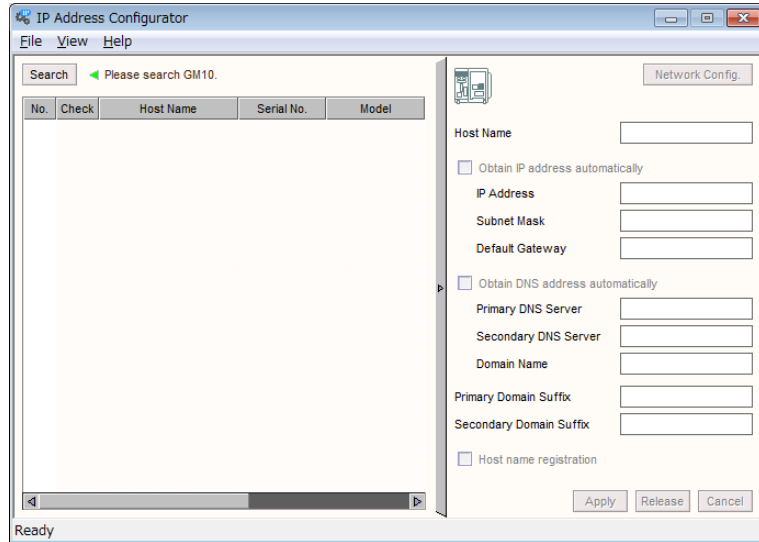 IP Address Configurator
File View Help
Search Please search GM10.
No. Check Host Name Serial No. Model
Network Config.
Host Name
Obtain IP address automatically
IP Address
Subnet Mask
Default Gateway
Obtain DNS address automatically
Primary DNS Server
Secondary DNS Server
Domain Name
Primary Domain Suffix
Secondary Domain Suffix
Host name registration
Apply Release Cancel
Ready